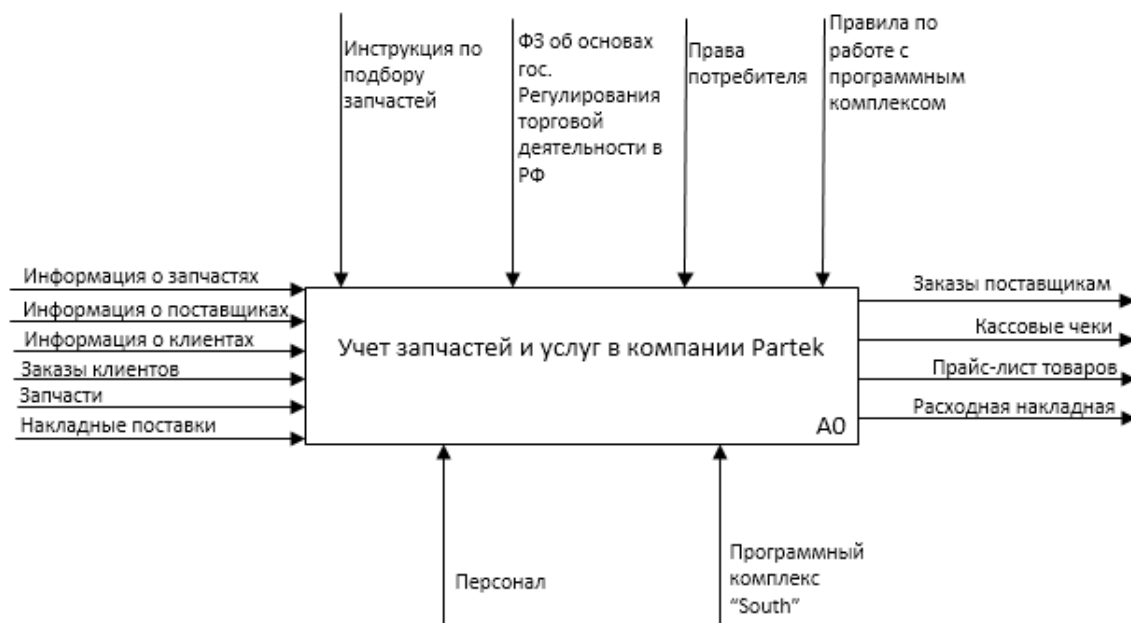 Инструкция по
подбору
запчастей
ФЗ об основах
гос.
Регулирования
торговой
деятельности в
РФ
Права
потребителя
Правила по
работе с
программным
комплексом
Информация о запчастях
Информация о поставщиках
Информация о клиентах
Заказы клиентов
Запчасти
Накладные поставки
Учет запчастей и услуг в компании Partek
A0
Заказы поставщикам
Кассовые чеки
Прайс-лист товаров
Расходная накладная
Персонал
Программный
комплекс
“South”